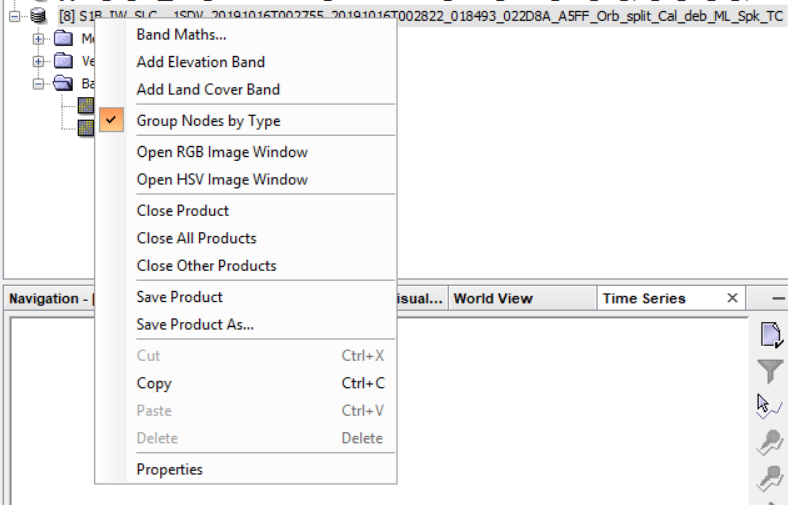 [8] S1B_IW_SLC__1SDV_20191016T002755_20191016T002822_018493_022D8A_A5FF_Orb_split_Cal_deb_ML_Spk_TC
Me
Ve
Ba
Band Maths...
Add Elevation Band
Add Land Cover Band
Group Nodes by Type
Open RGB Image Window
Open HSV Image Window
Close Product
Close All Products
Close Other Products
Navigation - [
isual...
World View
Time Series
Save Product
Save Product As...
Cut Ctrl+X
Copy Ctrl+C
Paste Ctrl+V
Delete Delete
Properties